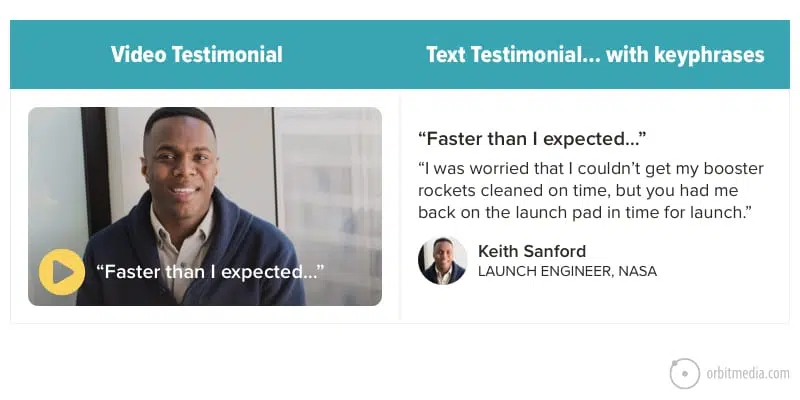 Video Testimonial
Text Testimonial... with keyphrases
“Faster than I expected...”
“Faster than I expected...”
“I was worried that I couldn’t get my booster
rockets cleaned on time, but you had me
back on the launch pad in time for launch.”
Keith Sanford
LAUNCH ENGINEER, NASA
orbitmedia.com